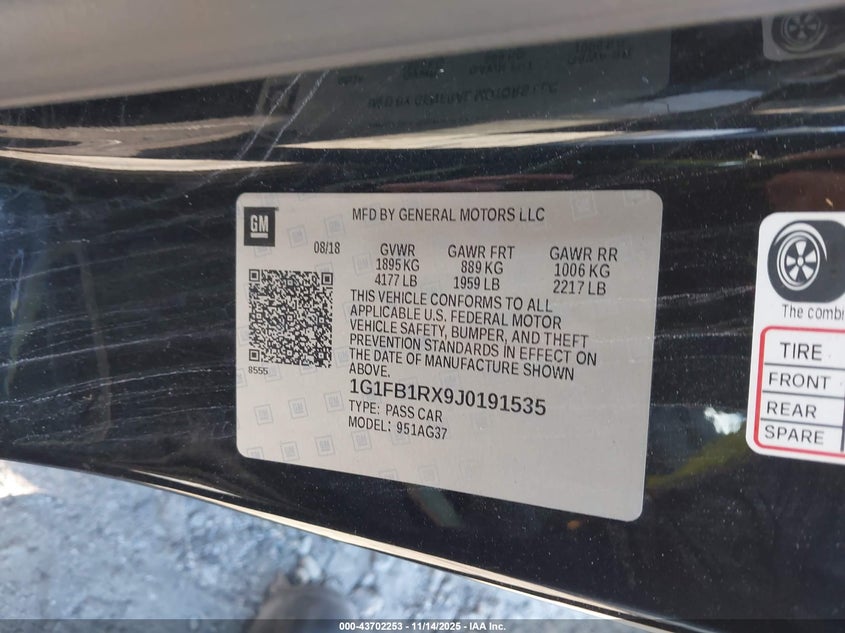 GM
MFD BY GENERAL MOTORS LLC
08/18 GVWR GAWR FRT GAWR RR
1895 KG 889 KG 1006 KG
4177 LB 1959 LB 2217 LB
THIS VEHICLE CONFORMS TO ALL
APPLICABLE U.S. FEDERAL MOTOR
VEHICLE SAFETY, BUMPER, AND THEFT
PREVENTION STANDARDS IN EFFECT ON
THE DATE OF MANUFACTURE SHOWN
ABOVE.
8555
1G1FB1RX9J0191535
TYPE: PASS CAR
MODEL: 951AG37
The combi
TIRE
FRONT
REAR
SPARE
000-43702253 - 11/14/2025 - IAA, Inc.